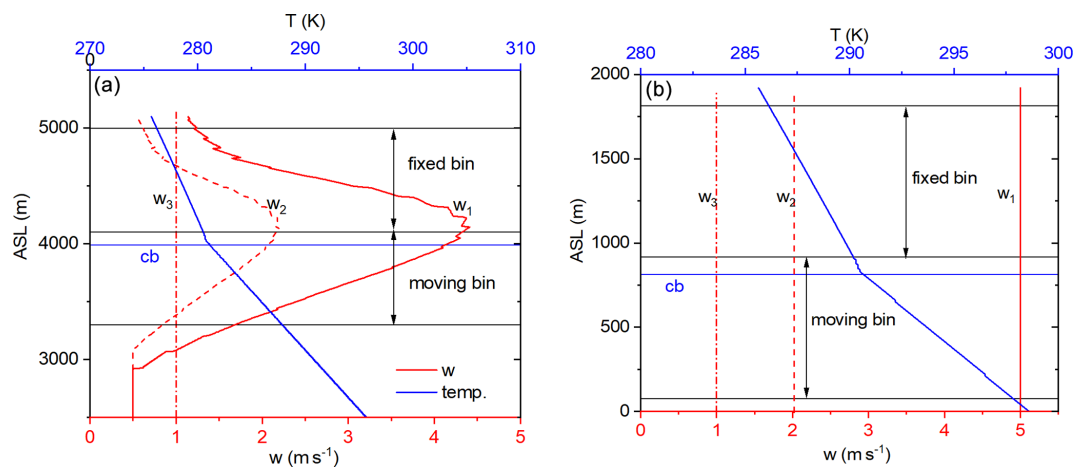 T (K)
270 280 290 300 310
0
(a)
5000
4000
3000
ASL (m)
fixed bin
w3
w2
w1
cb
moving bin
w
temp.
0 1 2 3 4 5
w (m s-1)
T (K)
280 285 290 295 300
2000
1500
1000
500
0
ASL (m)
(b)
fixed bin
w3
w2
w1
cb
moving bin
0 1 2 3 4 5
w (m s-1)